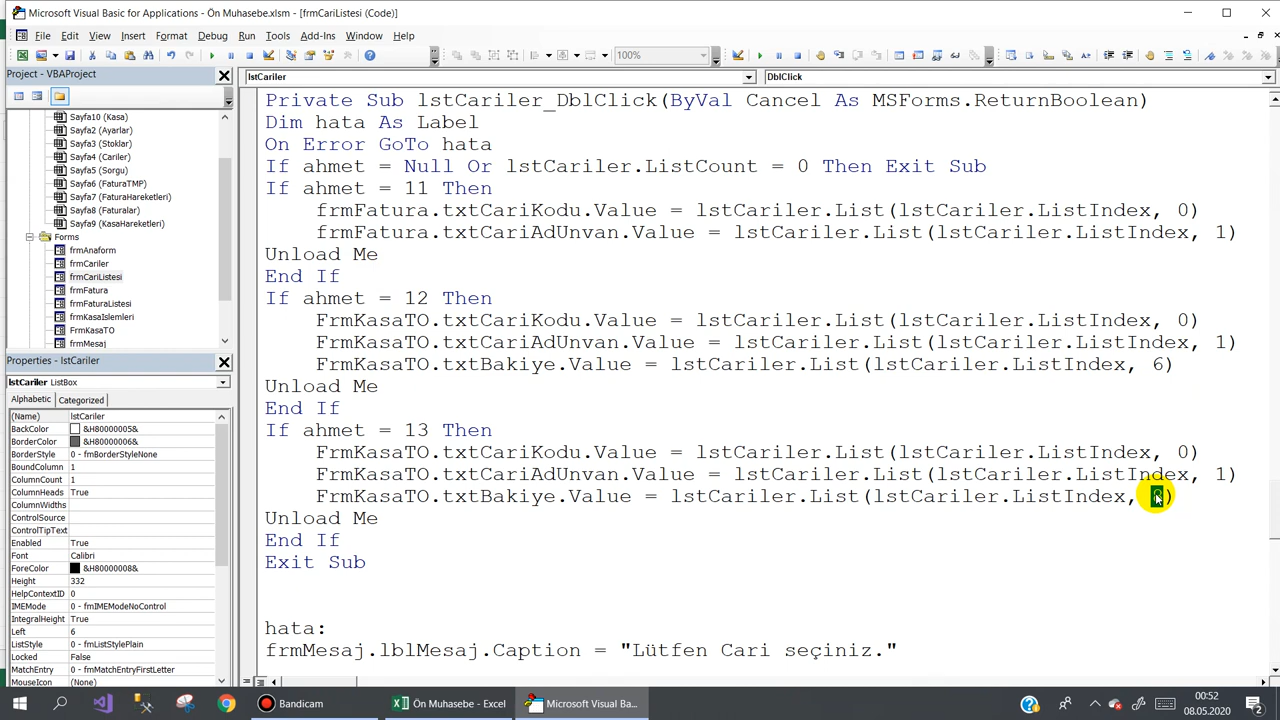 Microsoft Visual Basic for Applications - Ön Muhasebe.xlsm - [frmCariListesi (Code)]
File Edit View Insert Format Debug Run Tools Add-Ins Window Help
100%
Project - VBAProject
lstCariler
DblClick
Sayfa10 (Kasa)
Sayfa2 (Ayarlar)
Sayfa3 (Stoklar)
Sayfa4 (Cariler)
Sayfa5 (Sorgu)
Sayfa6 (FaturaTMP)
Sayfa7 (FaturaHareketleri)
Sayfa8 (Faturalar)
Sayfa9 (KasaHareketleri)
Forms
frmAnaform
frmCariler
frmCariListesi
frmFatura
frmFaturaListesi
frmKasaIslemleri
FrmKasaTO
frmMesaj
Properties - lstCariler
lstCariler ListBox
Alphabetic Categorized
(Name) lstCariler
BackColor &H80000005&
BorderColor &H80000006&
BorderStyle 0 - fmBorderStyleNone
BoundColumn 1
ColumnCount 1
ColumnHeads True
ColumnWidths
ControlSource
ControlTipText
Enabled True
Font Calibri
ForeColor &H80000008&
Height 332
HelpContextID 0
IMEMode 0 - fmIMEModeNoControl
IntegralHeight True
Left 6
ListStyle 0 - fmListStylePlain
Locked False
MatchEntry 0 - fmMatchEntryFirstLetter
MouseIcon (None)
Private Sub lstCariler_DblClick(ByVal Cancel As MSForms.ReturnBoolean)
Dim hata As Label
On Error GoTo hata
If ahmet = Null Or lstCariler.ListCount = 0 Then Exit Sub
If ahmet = 11 Then
frmFatura.txtCariKodu.Value = lstCariler.List(lstCariler.ListIndex, 0)
frmFatura.txtCariAdUnvan.Value = lstCariler.List(lstCariler.ListIndex, 1)
Unload Me
End If
If ahmet = 12 Then
FrmKasaTO.txtCariKodu.Value = lstCariler.List(lstCariler.ListIndex, 0)
FrmKasaTO.txtCariAdUnvan.Value = lstCariler.List(lstCariler.ListIndex, 1)
FrmKasaTO.txtBakiye.Value = lstCariler.List(lstCariler.ListIndex, 6)
Unload Me
End If
If ahmet = 13 Then
FrmKasaTO.txtCariKodu.Value = lstCariler.List(lstCariler.ListIndex, 0)
FrmKasaTO.txtCariAdUnvan.Value = lstCariler.List(lstCariler.ListIndex, 1)
FrmKasaTO.txtBakiye.Value = lstCariler.List(lstCariler.ListIndex, )
Unload Me
End If
Exit Sub
hata:
frmMesaj.lblMesaj.Caption = "Lütfen Cari seçiniz."
Bandicam
Ön Muhasebe - Excel
Microsoft Visual Ba...
00:52
08.05.2020